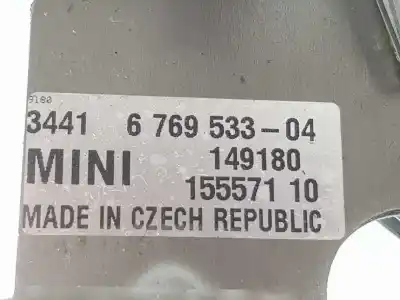 9180
3441 6 769 533-04
MINI 149180
155571 10
MADE IN CZECH REPUBLIC